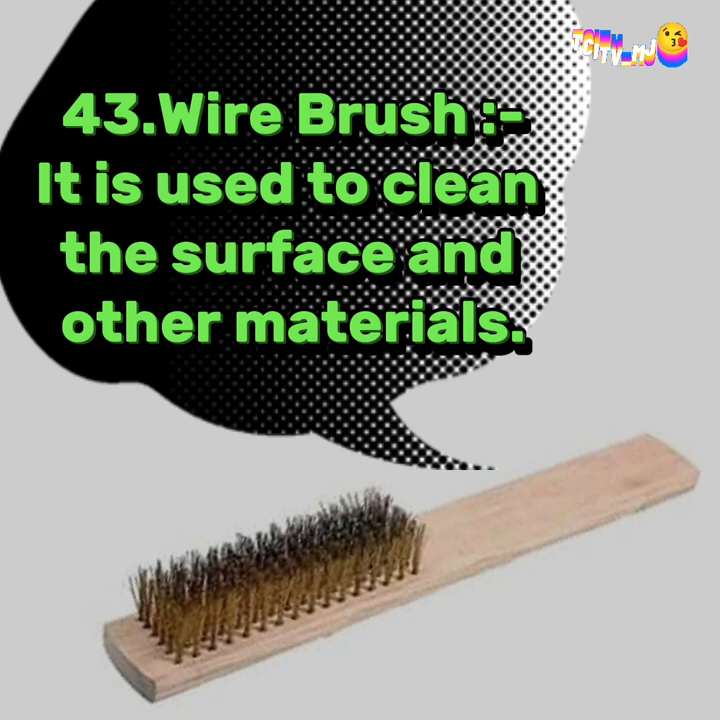 43.Wire Brush :-
It is used to clean
the surface and
other materials.